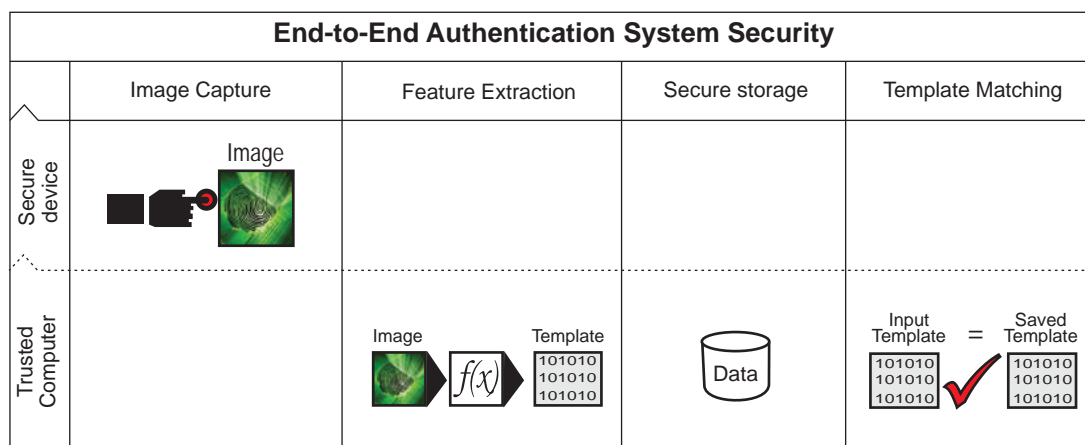 End-to-End Authentication System Security
Image Capture
Feature Extraction
Secure storage
Template Matching
Secure
device
Image
Trusted
Computer
Image
f(x)
Template
101010
101010
101010
Data
Input
Template
=
Saved
Template
101010
101010
101010
101010
101010
101010